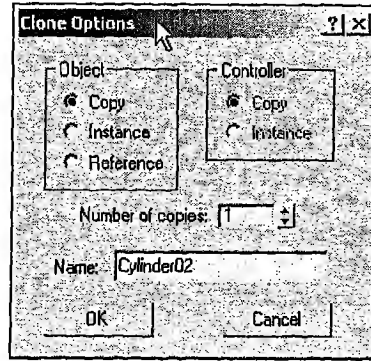 Clone Options
Object
Copy
Instance
Reference
Controller
Copy
Instance
Number of copies: 1
Name: Cylinder02
OK
Cancel